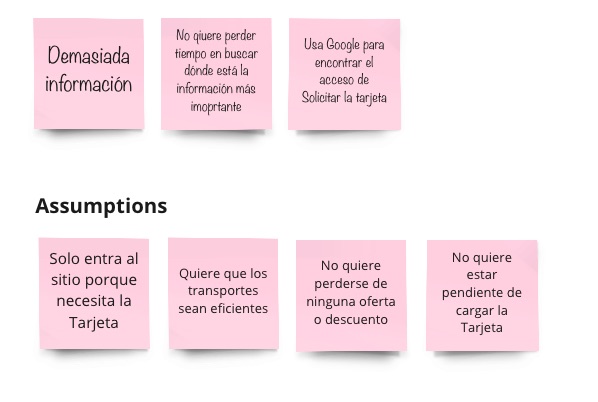 Demasiada
información
No qiuere perder
tiempo en buscar
dónde está la
información más
imoprtante
Usa Google para
encontrar el
acceso de
Solicitar la tarjeta
Assumptions
Solo entra al
sitio porque
necesita la
Tarjeta
Quiere que los
transportes
sean eficientes
No quiere
perderse de
ninguna oferta
o descuento
No quiere
estar
pendiente de
cargar la
Tarjeta